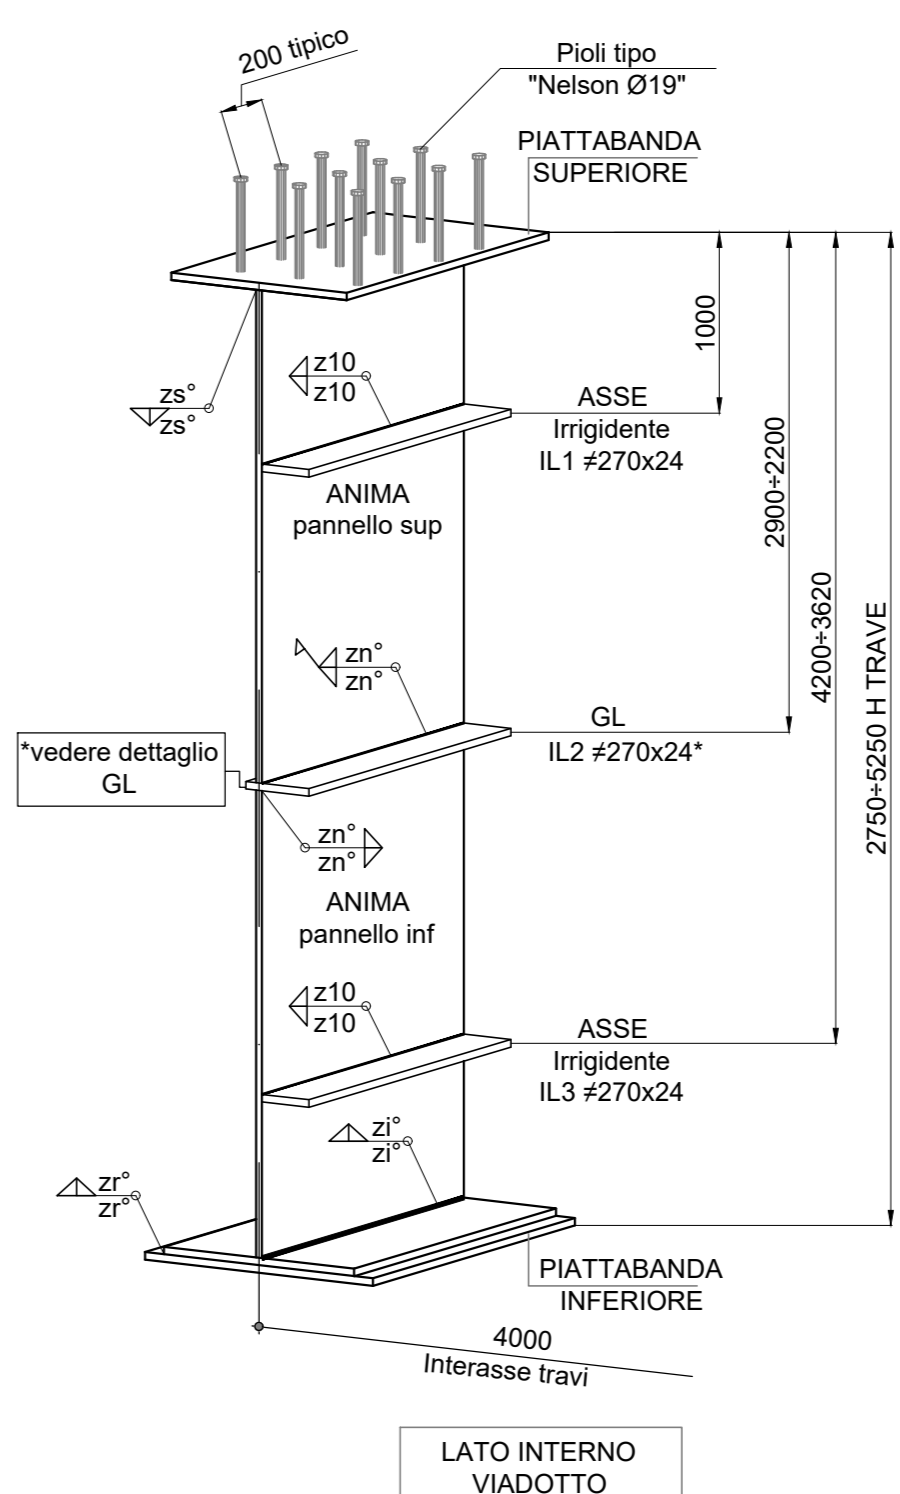 200 tipico
Pioli tipo
"Nelson Ø19"
PIATTABANDA
SUPERIORE
1000
2900÷2200
4200÷3620
2750÷5250 H TRAVE
z10
z10
zs°
zs°
ASSE
Irrigidente
IL1 ≠270x24
ANIMA
pannello sup
zn°
zn°
GL
IL2 ≠270x24*
*vedere dettaglio
GL
zn°
zn°
ANIMA
pannello inf
z10
z10
ASSE
Irrigidente
IL3 ≠270x24
zi°
zi°
zr°
zr°
PIATTABANDA
INFERIORE
4000
Interasse travi
LATO INTERNO
VIADOTTO